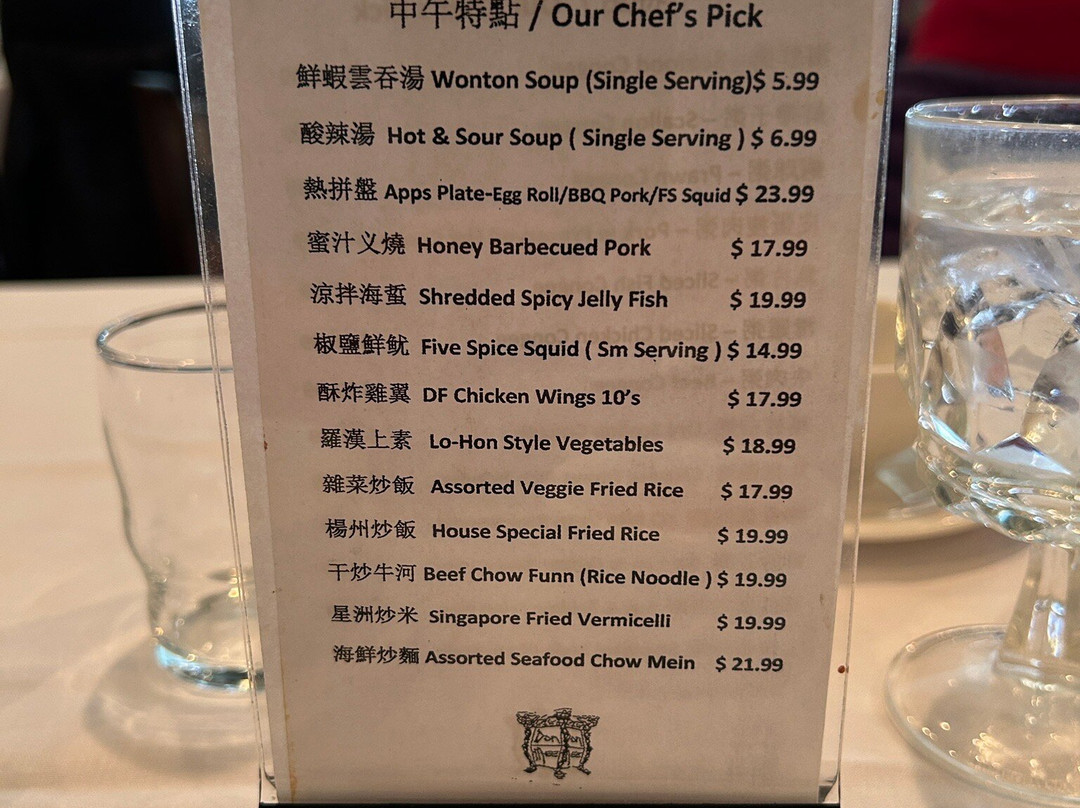 中午特點 / Our Chef's Pick
鮮蝦雲吞湯 Wonton Soup (Single Serving)$ 5.99
酸辣湯 Hot & Sour Soup ( Single Serving ) $ 6.99
熱拼盤 Apps Plate-Egg Roll/BBQ Pork/FS Squid $ 23.99
蜜汁义燒 Honey Barbecued Pork $ 17.99
涼拌海蜇 Shredded Spicy Jelly Fish $ 19.99
椒鹽鮮魷 Five Spice Squid ( Sm Serving ) $ 14.99
酥炸雞翼 DF Chicken Wings 10's $ 17.99
羅漢上素 Lo-Hon Style Vegetables $ 18.99
雜菜炒飯 Assorted Veggie Fried Rice $ 17.99
楊州炒飯 House Special Fried Rice $ 19.99
干炒牛河 Beef Chow Funn (Rice Noodle ) $ 19.99
星洲炒米 Singapore Fried Vermicelli $ 19.99
海鮮炒麵 Assorted Seafood Chow Mein $ 21.99